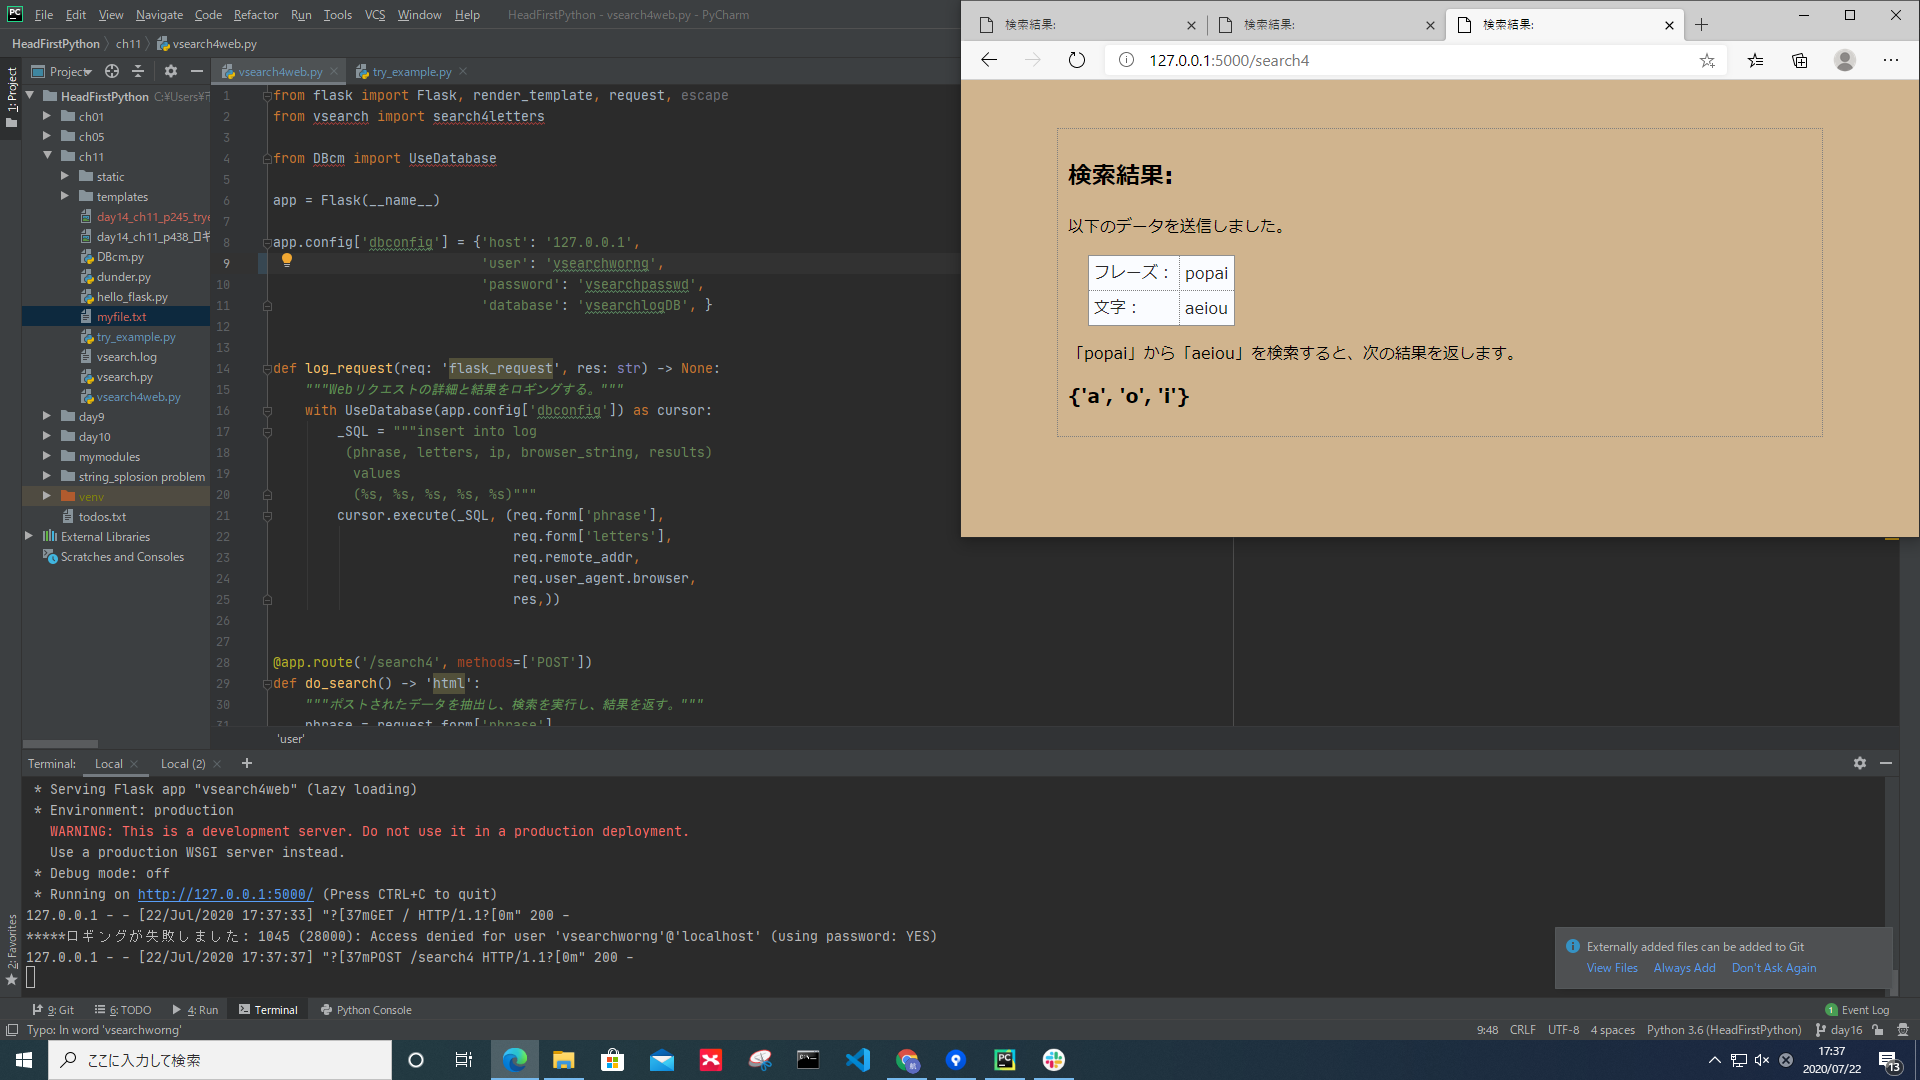 File Edit View Navigate Code Refactor Run Tools VCS Window Help HeadFirstPython - vsearch4web.py - PyCharm
HeadFirstPython ch11 vsearch4web.py
Project vsearch4web.py try_example.py
1: Project
HeadFirstPython
ch01
ch05
ch11
static
templates
day14_ch11_p245_trye
day14_ch11_p438_ロギ
DBcm.py
dunder.py
hello_flask.py
myfile.txt
try_example.py
vsearch.log
vsearch.py
vsearch4web.py
day9
day10
mymodules
string_splosion problem
venv
todos.txt
External Libraries
Scratches and Consoles
2: Favorites
1 from flask import Flask, render_template, request, escape
2 from vsearch import search4letters
3
4 from DBcm import UseDatabase
5
6 app = Flask(__name__)
7
8 app.config['dbconfig'] = {'host': '127.0.0.1',
9 'user': 'vsearchworng',
10 'password': 'vsearchpasswd',
11 'database': 'vsearchlogDB', }
12
13
14 def log_request(req: 'flask_request', res: str) -> None:
15 """Webリクエストの詳細と結果をロギングする。"""
16 with UseDatabase(app.config['dbconfig']) as cursor:
17 _SQL = """insert into log
18 (phrase, letters, ip, browser_string, results)
19 values
20 (%s, %s, %s, %s, %s)"""
21 cursor.execute(_SQL, (req.form['phrase'],
22 req.form['letters'],
23 req.remote_addr,
24 req.user_agent.browser,
25 res,))
26
27
28 @app.route('/search4', methods=['POST'])
29 def do_search() -> 'html':
30 """ポストされたデータを抽出し、検索を実行し、結果を返す。"""
31 phrase = request.form['phrase']
'user'
検索結果: 検索結果: 検索結果:
127.0.0.1:5000/search4
検索結果:
以下のデータを送信しました。
フレーズ： popai
文字： aeiou
「popai」から「aeiou」を検索すると、次の結果を返します。
{'a', 'o', 'i'}
Terminal: Local Local (2)
* Serving Flask app "vsearch4web" (lazy loading)
* Environment: production
WARNING: This is a development server. Do not use it in a production deployment.
Use a production WSGI server instead.
* Debug mode: off
* Running on http://127.0.0.1:5000/ (Press CTRL+C to quit)
127.0.0.1 - - [22/Jul/2020 17:37:33] "?[37mGET / HTTP/1.1?[0m" 200 -
*****ロギングが失敗しました: 1045 (28000): Access denied for user 'vsearchworng'@'localhost' (using password: YES)
127.0.0.1 - - [22/Jul/2020 17:37:37] "?[37mPOST /search4 HTTP/1.1?[0m" 200 -
Externally added files can be added to Git
View Files Always Add Don't Ask Again
9: Git 6: TODO 4: Run Terminal Python Console 1 Event Log
Typo: In word 'vsearchworng' 9:48 CRLF UTF-8 4 spaces Python 3.6 (HeadFirstPython) day16
ここに入力して検索
17:37
2020/07/22
13